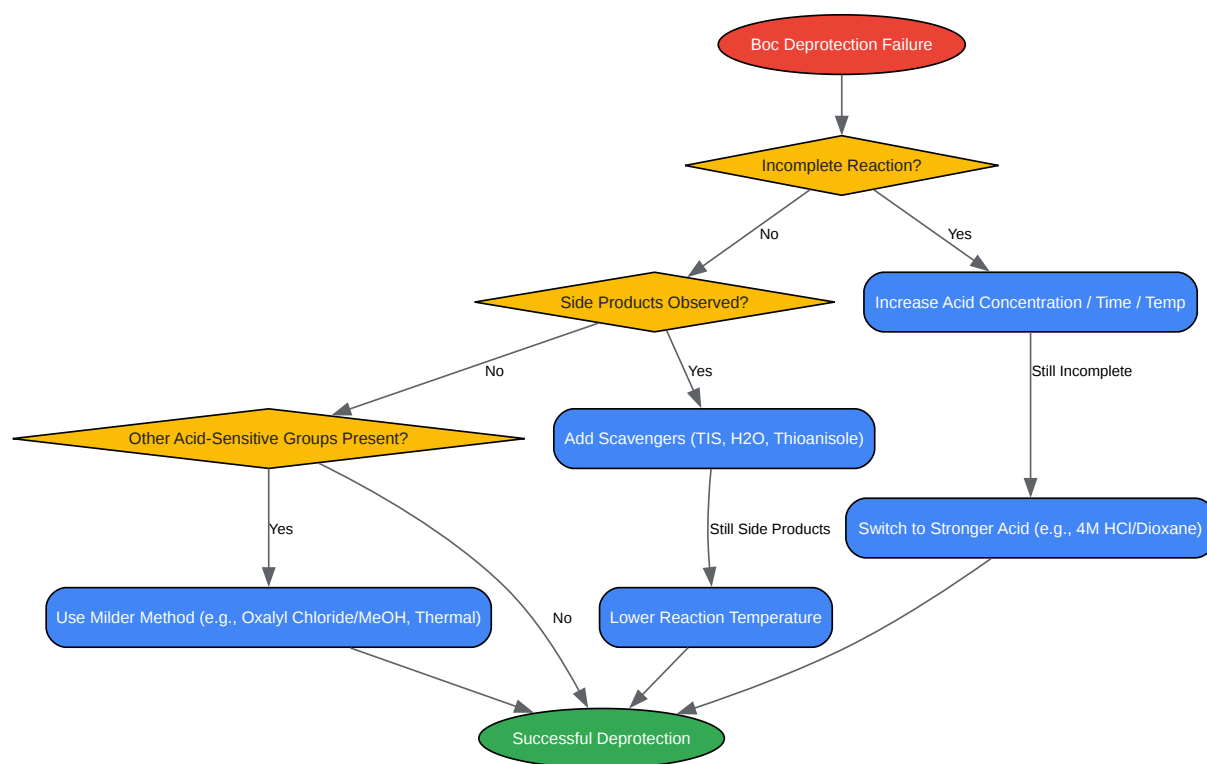 Boc Deprotection Failure
Incomplete Reaction?
No
Yes
Side Products Observed?
Increase Acid Concentration / Time / Temp
No
Yes
Still Incomplete
Other Acid-Sensitive Groups Present?
Add Scavengers (TIS, H2O, Thioanisole)
Yes
Still Side Products
Switch to Stronger Acid (e.g., 4M HCl/Dioxane)
Use Milder Method (e.g., Oxalyl Chloride/MeOH, Thermal)
No
Lower Reaction Temperature
Successful Deprotection